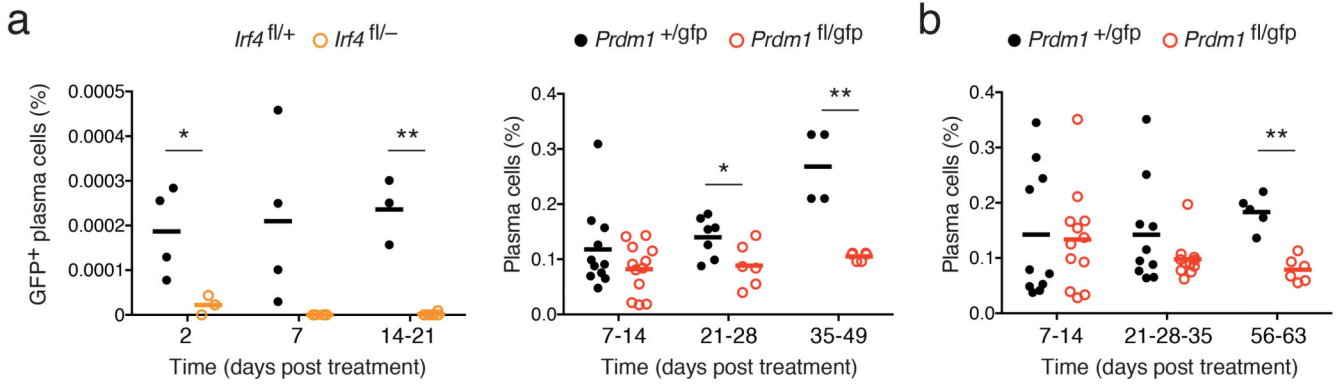 a
Irf4 fl/+ Irf4 fl/–
GFP+ plasma cells (%)
0.0005
0.0004
0.0003
0.0002
0.0001
0
*
**
2 7 14-21
Time (days post treatment)
Prdm1 +/gfp Prdm1 fl/gfp
Plasma cells (%)
0.4
0.3
0.2
0.1
0.0
*
**
7-14 21-28 35-49
Time (days post treatment)
b
Prdm1 +/gfp Prdm1 fl/gfp
Plasma cells (%)
0.4
0.3
0.2
0.1
0.0
**
7-14 21-28-35 56-63
Time (days post treatment)